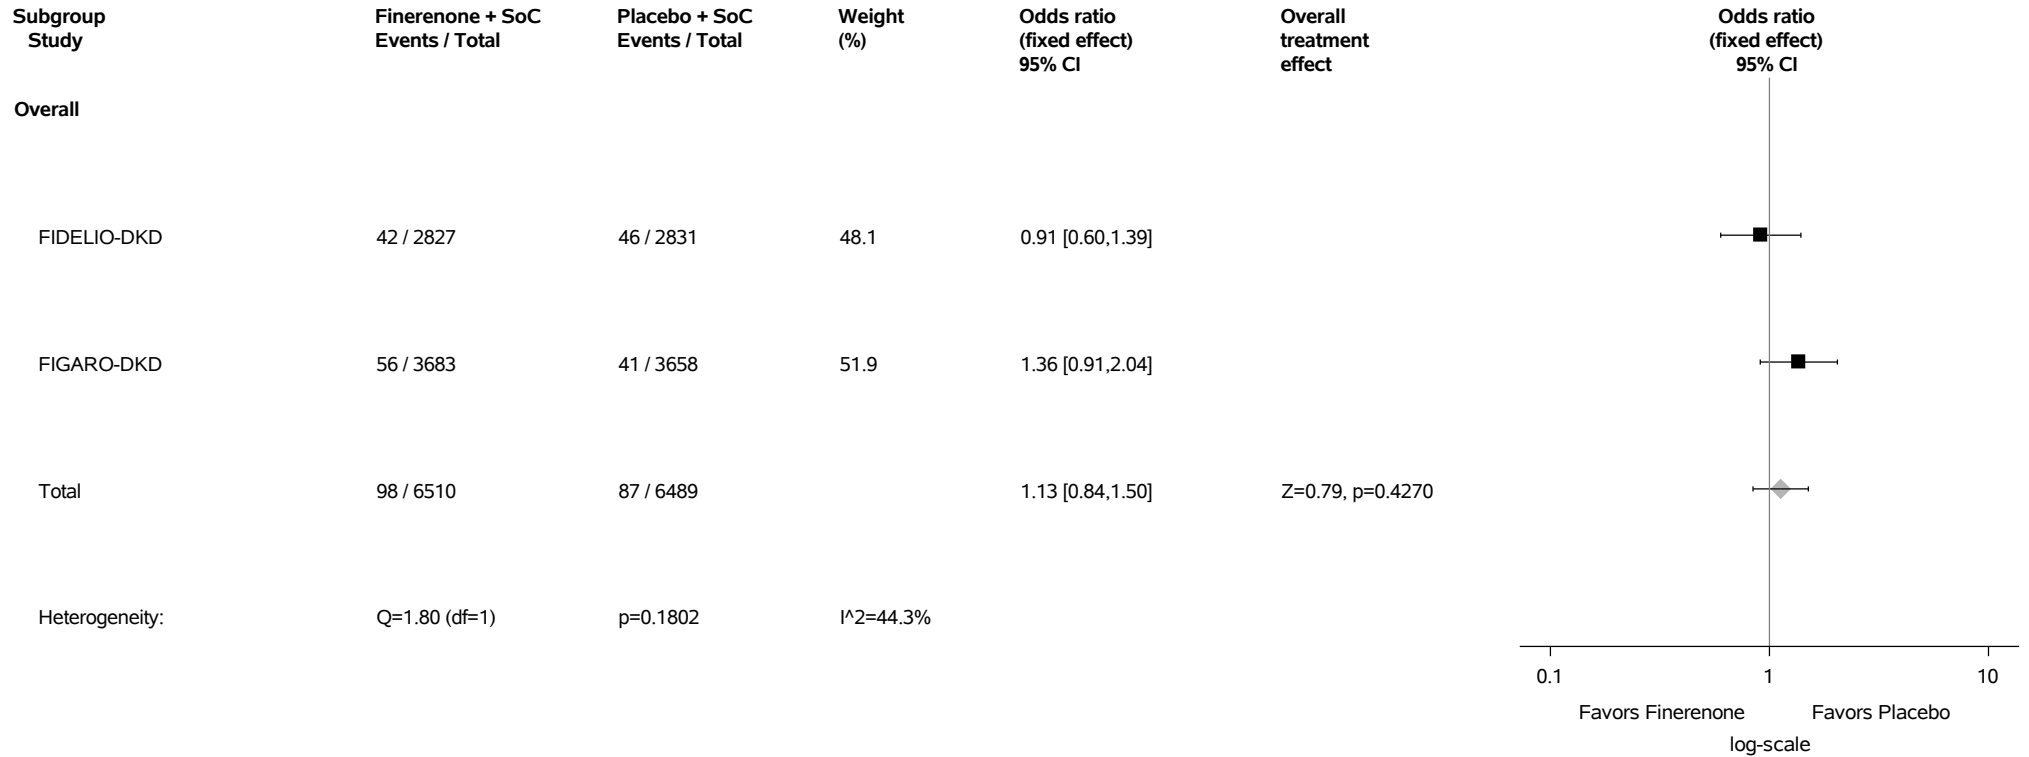 Subgroup Finerenone + SoC Placebo + SoC Weight Odds ratio Overall Odds ratio
Study Events / Total Events / Total (%) (fixed effect) treatment (fixed effect)
95% CI effect 95% CI
Overall
FIDELIO-DKD 42 / 2827 46 / 2831 48.1 0.91 [0.60,1.39]
FIGARO-DKD 56 / 3683 41 / 3658 51.9 1.36 [0.91,2.04]
Total 98 / 6510 87 / 6489 1.13 [0.84,1.50] Z=0.79, p=0.4270
Heterogeneity: Q=1.80 (df=1) p=0.1802 I^2=44.3%
0.1 1 10
Favors Finerenone Favors Placebo
log-scale